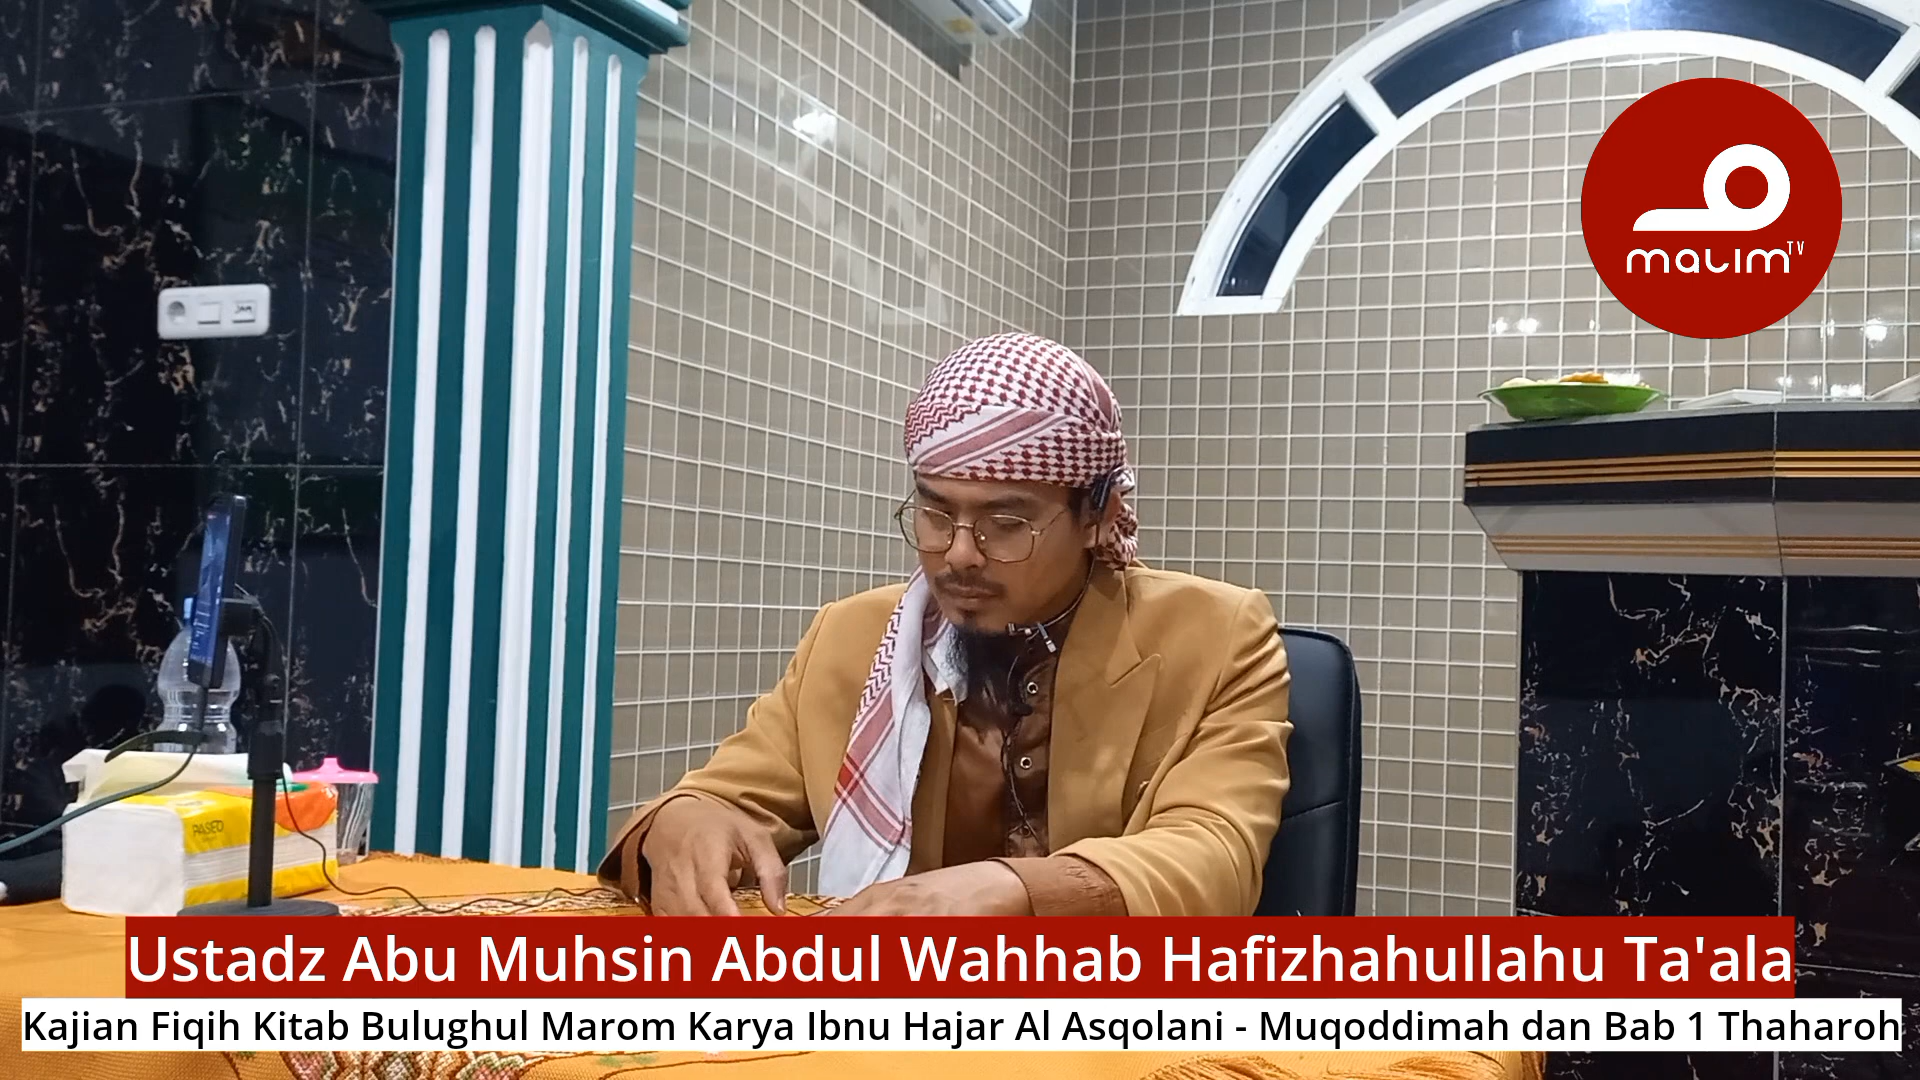 malim TV
PASEO
Ustadz Abu Muhsin Abdul Wahhab Hafizhahullahu Ta'ala
Kajian Fiqih Kitab Bulughul Marom Karya Ibnu Hajar Al Asqolani - Muqoddimah dan Bab 1 Thaharoh